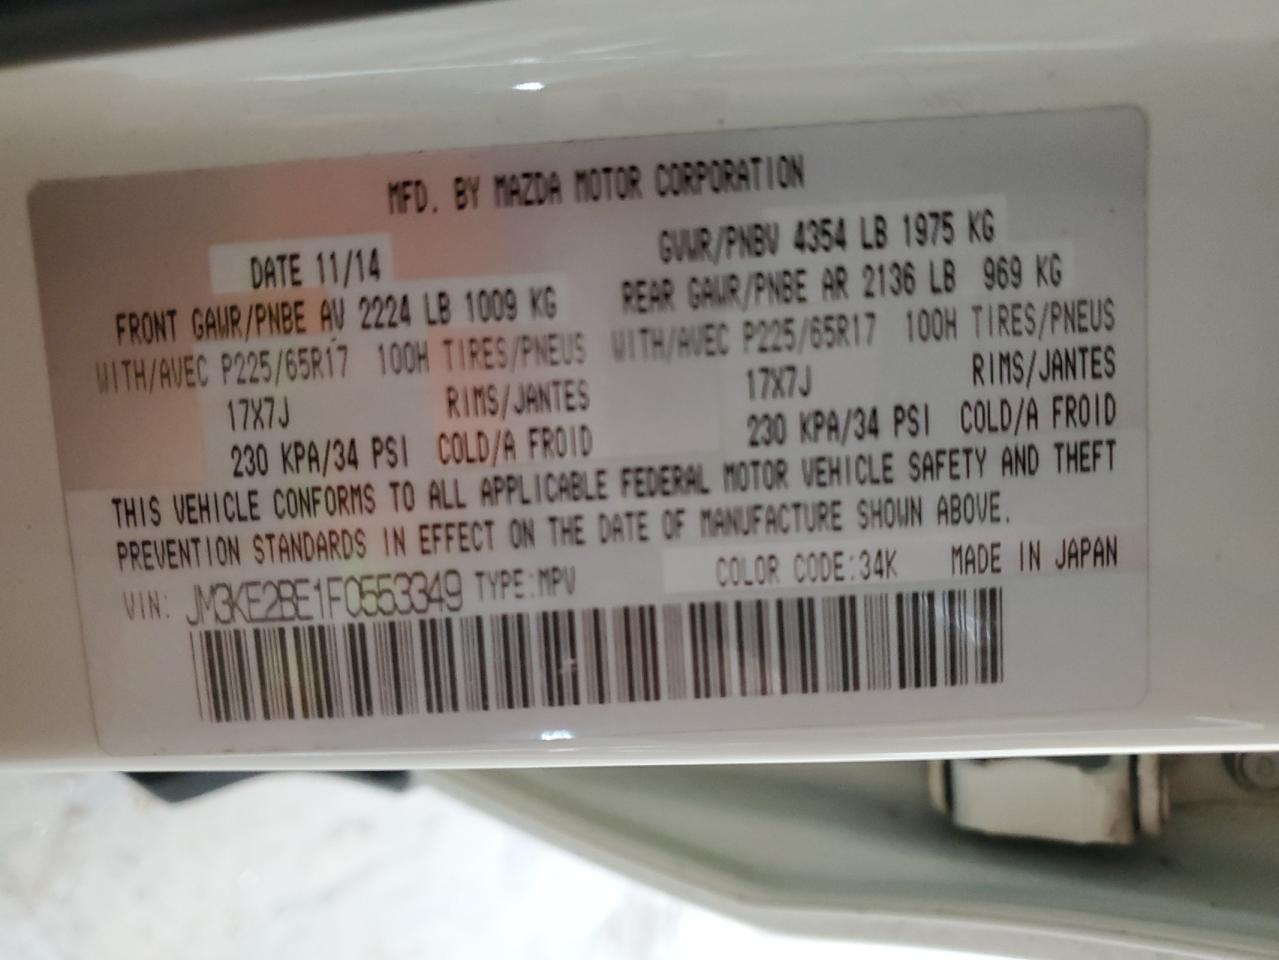 MFD. BY MAZDA MOTOR CORPORATION
DATE 11/14 GVWR/PNBV 4354 LB 1975 KG
FRONT GAWR/PNBE AV 2224 LB 1009 KG REAR GAWR/PNBE AR 2136 LB 969 KG
WITH/AVEC P225/65R17 100H TIRES/PNEUS WITH/AVEC P225/65R17 100H TIRES/PNEUS
17X7J RIMS/JANTES 17X7J RIMS/JANTES
230 KPA/34 PSI COLD/A FROID 230 KPA/34 PSI COLD/A FROID
THIS VEHICLE CONFORMS TO ALL APPLICABLE FEDERAL MOTOR VEHICLE SAFETY AND THEFT
PREVENTION STANDARDS IN EFFECT ON THE DATE OF MANUFACTURE SHOWN ABOVE.
VIN: JM3KE2BE1F0553349 TYPE:MPV COLOR CODE:34K MADE IN JAPAN